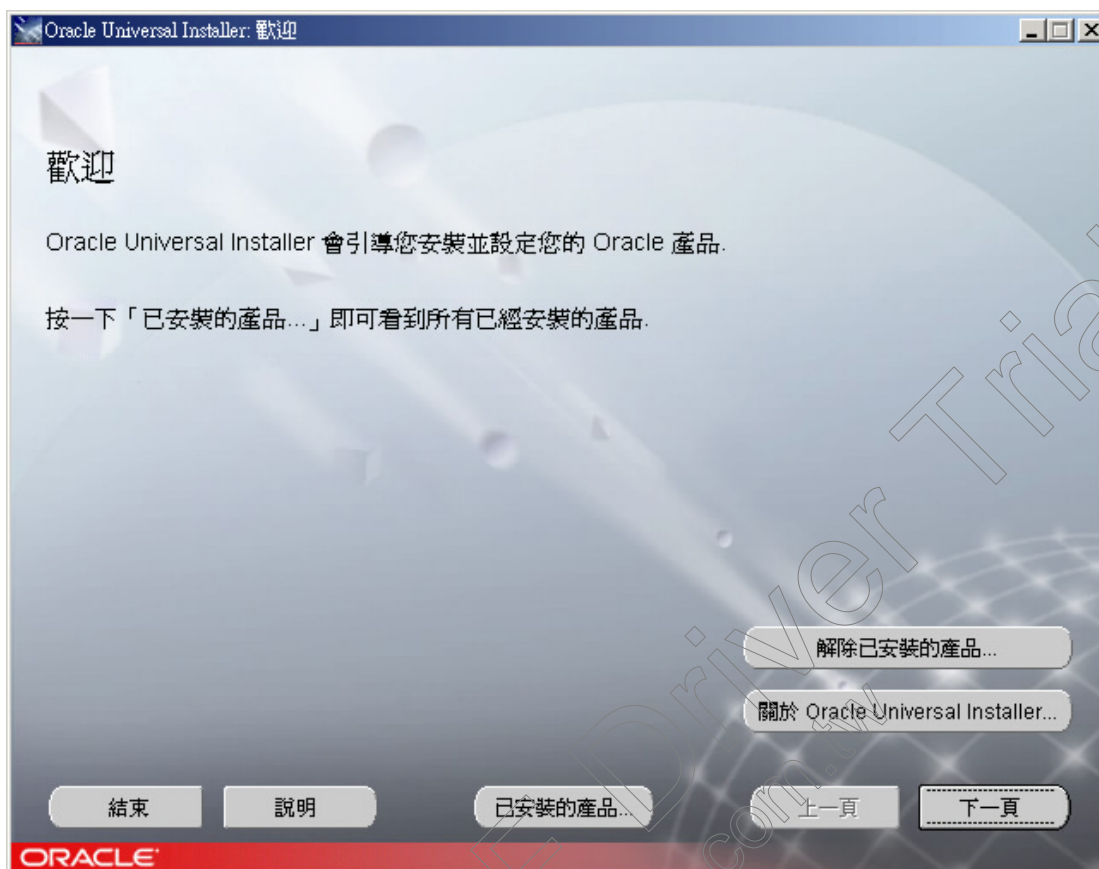 Oracle Universal Installer: 歡迎
歡迎
Oracle Universal Installer 會引導您安裝並設定您的 Oracle 產品.
按一下「已安裝的產品...」即可看到所有已經安裝的產品.
解除已安裝的產品...
關於 Oracle Universal Installer...
結束
說明
已安裝的產品...
上一頁
下一頁
ORACLE
Driver Tria
com.tw